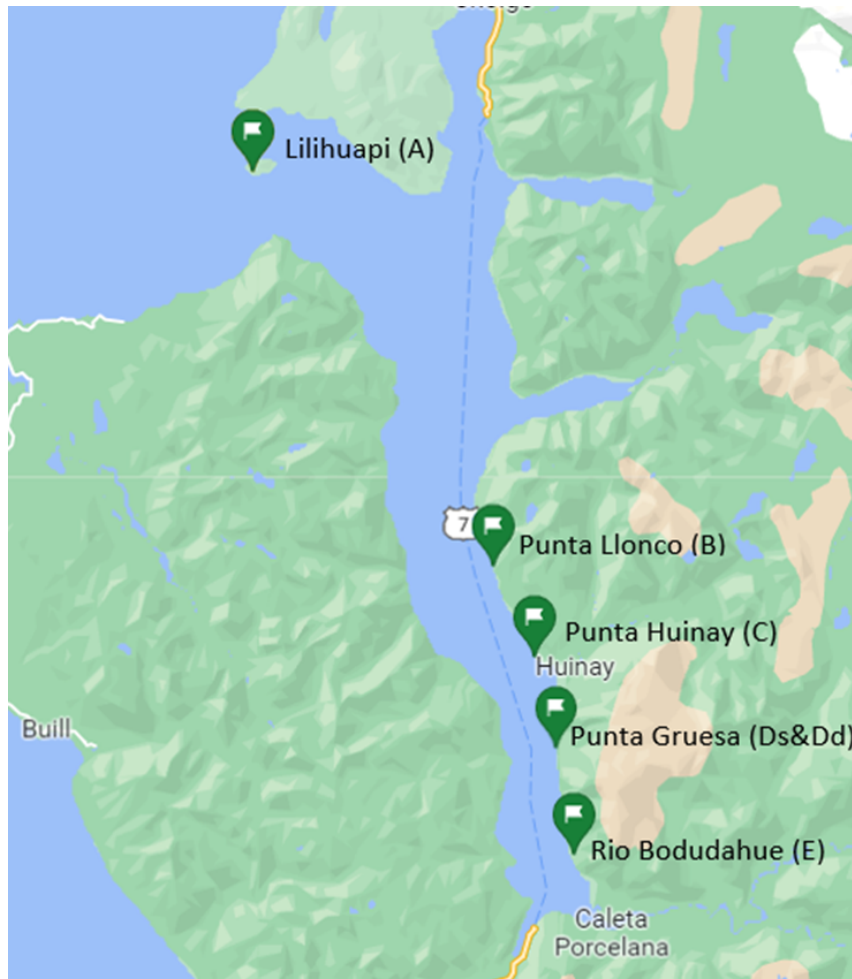 Lilihuapi (A)
7
Punta Llonco (B)
Punta Huinay (C)
Huinay
Punta Gruesa (Ds&Dd)
Buill
Rio Bodudahue (E)
Caleta
Porcelana